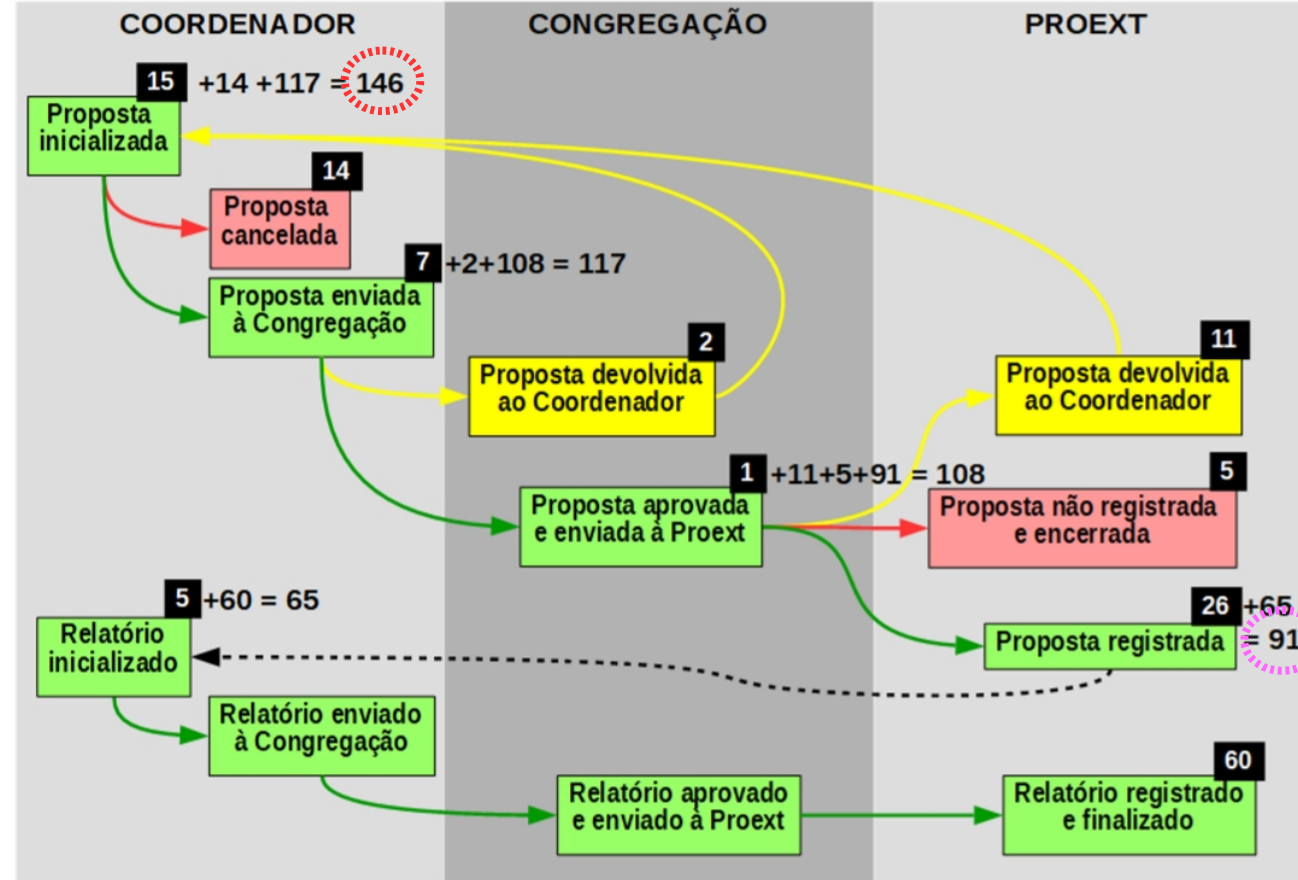 COORDENADOR
CONGREGAÇÃO
PROEXT
15 +14 +117 = 146
Proposta
inicializada
14
Proposta
cancelada
7 +2+108 = 117
Proposta enviada
à Congregação
2
Proposta devolvida
ao Coordenador
11
Proposta devolvida
ao Coordenador
1 +11+5+91 = 108
Proposta aprovada
e enviada à Proext
5
Proposta não registrada
e encerrada
26 +65
= 91
Proposta registrada
5 +60 = 65
Relatório
inicializado
Relatório enviado
à Congregação
Relatório aprovado
e enviado à Proext
60
Relatório registrado
e finalizado